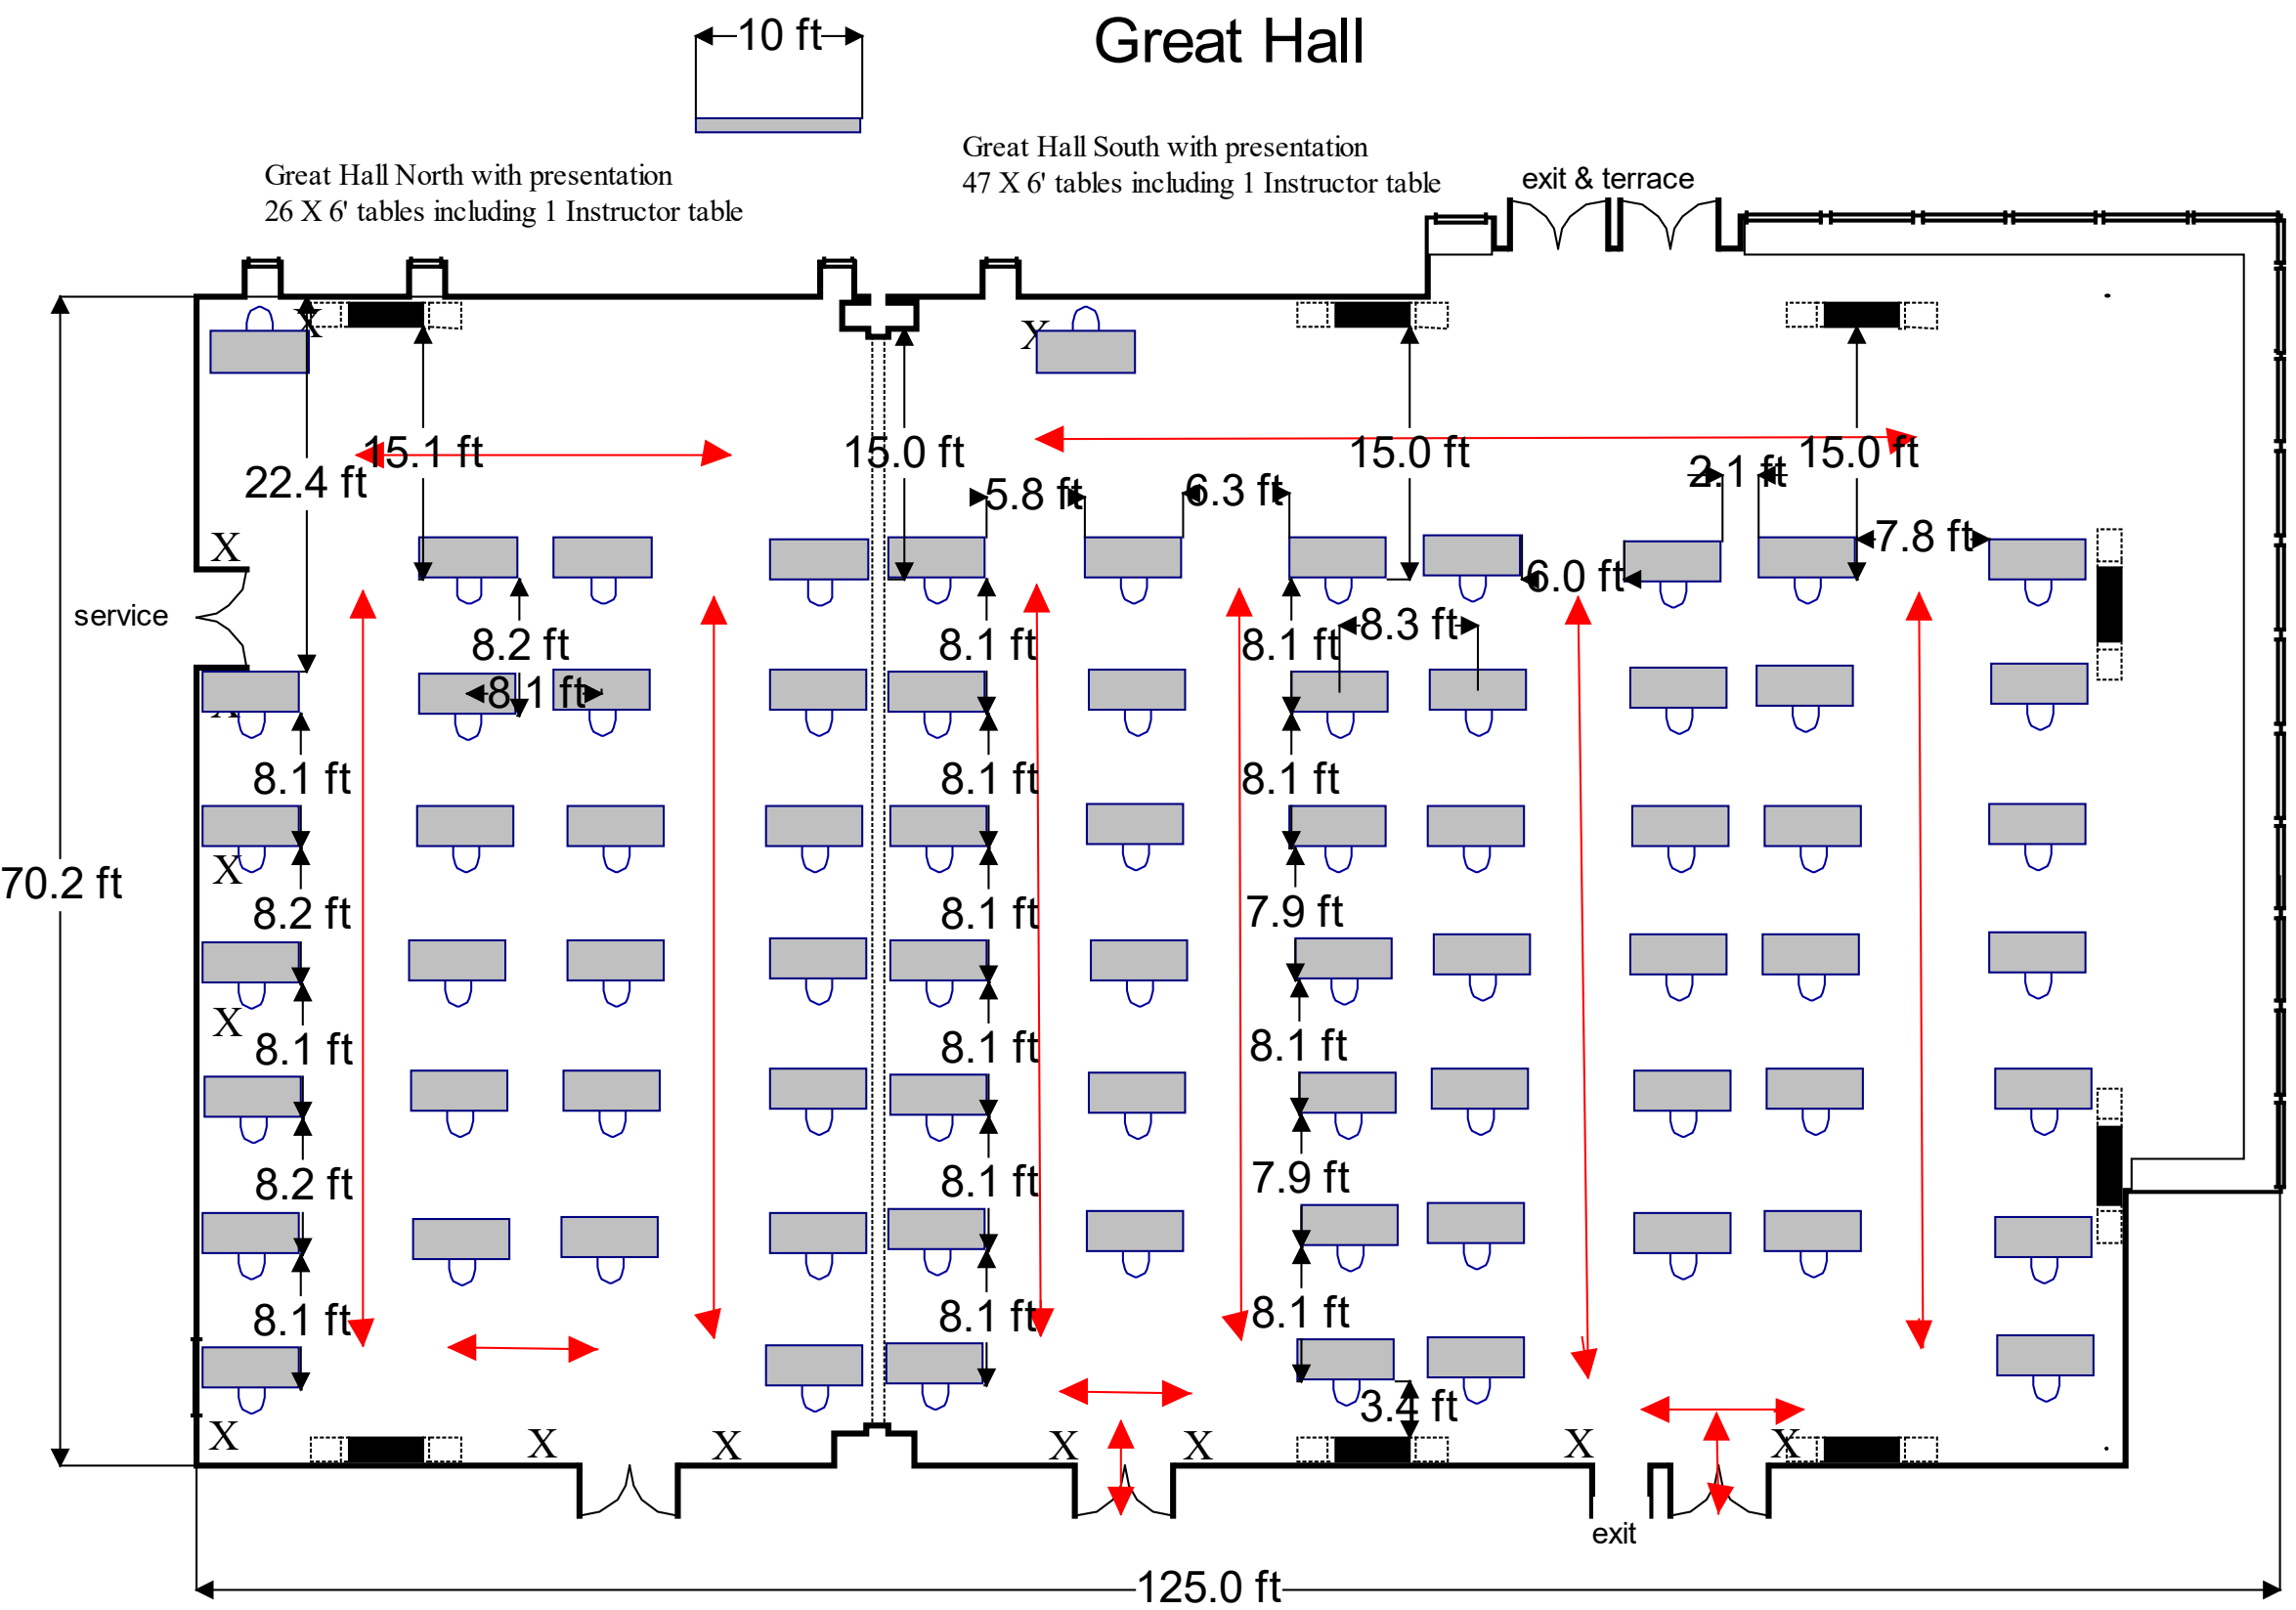 Great Hall
10 ft
Great Hall South with presentation
47 X 6' tables including 1 Instructor table
Great Hall North with presentation
26 X 6' tables including 1 Instructor table
exit & terrace
X
X
15.1 ft
15.0 ft
15.0 ft
15.0 ft
22.4 ft
2.1 ft
5.8 ft
6.3 ft
7.8 ft
X
6.0 ft
service
8.3 ft
8.2 ft
8.1 ft
8.1 ft
8.1 ft
X
8.1 ft
8.1 ft
8.1 ft
X
70.2 ft
8.2 ft
8.1 ft
7.9 ft
X
8.1 ft
8.1 ft
8.1 ft
8.2 ft
8.1 ft
7.9 ft
8.1 ft
8.1 ft
8.1 ft
3.4 ft
X
X
X
X
X
X
X
exit
125.0 ft